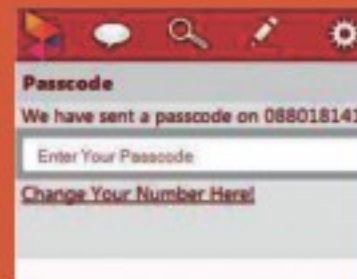 Passcode
We have sent a passcode on 088018141
Enter Your Passcode
Change Your Number Here!